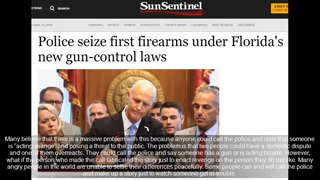 SunSentinel
Police seize first firearms under Florida's
new gun-control laws
Many believe that there is a massive problem with this because anyone could call the police and state that someone
is "acting strange" and posing a threat to the public. The problem is that two people could have a domestic dispute
and one of them overreacts. They could call the police and say someone has a gun or is acting bizarre. However,
what if the person who made the call fabricated the story just to enact revenge on the person they do not like. Many
angry people in the world are unable to settle their differences peacefully. Some people can and will call the police
and make up a story just to watch someone get in trouble.